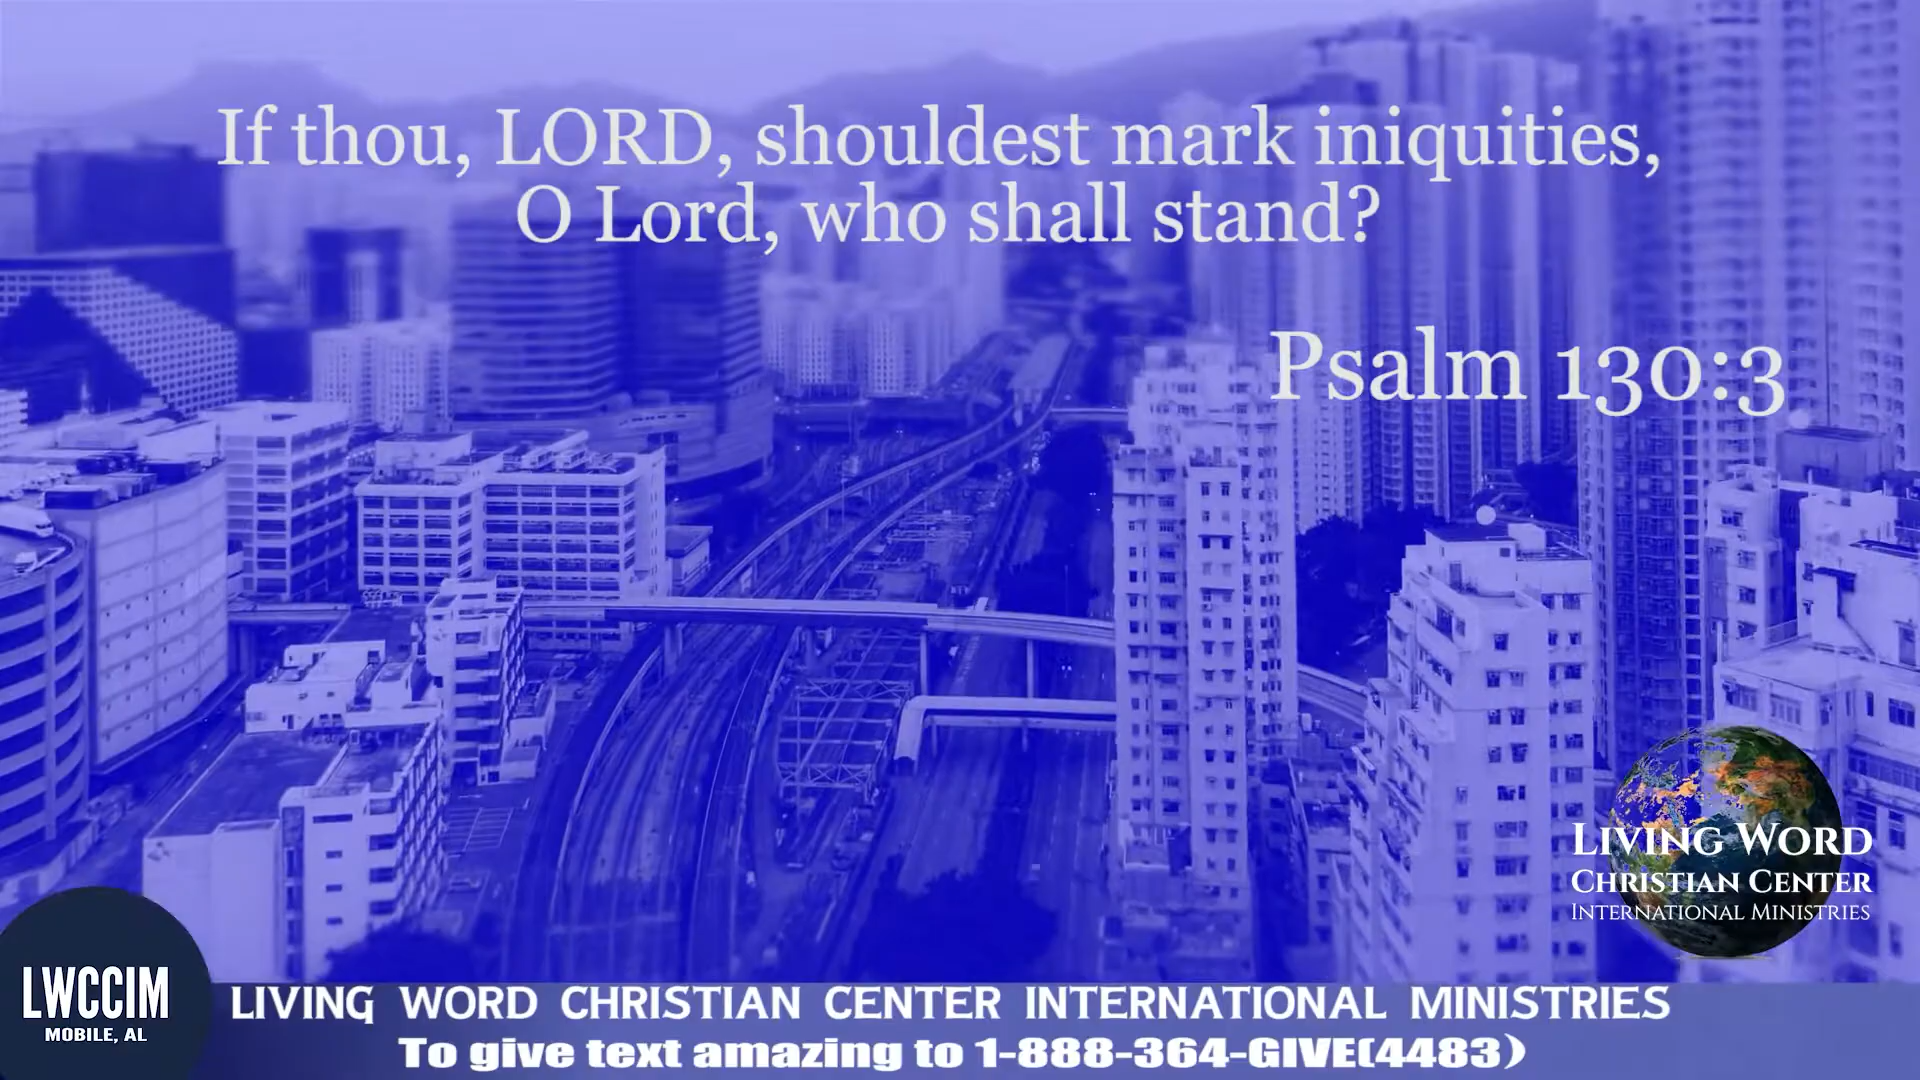 If thou, LORD, shouldest mark iniquities,
O Lord, who shall stand?
Psalm 130:3
LIVING WORD
CHRISTIAN CENTER
INTERNATIONAL MINISTRIES
LWCCIM
MOBILE, AL
LIVING WORD CHRISTIAN CENTER INTERNATIONAL MINISTRIES
To give text amazing to 1-888-364-GIVE(4483)